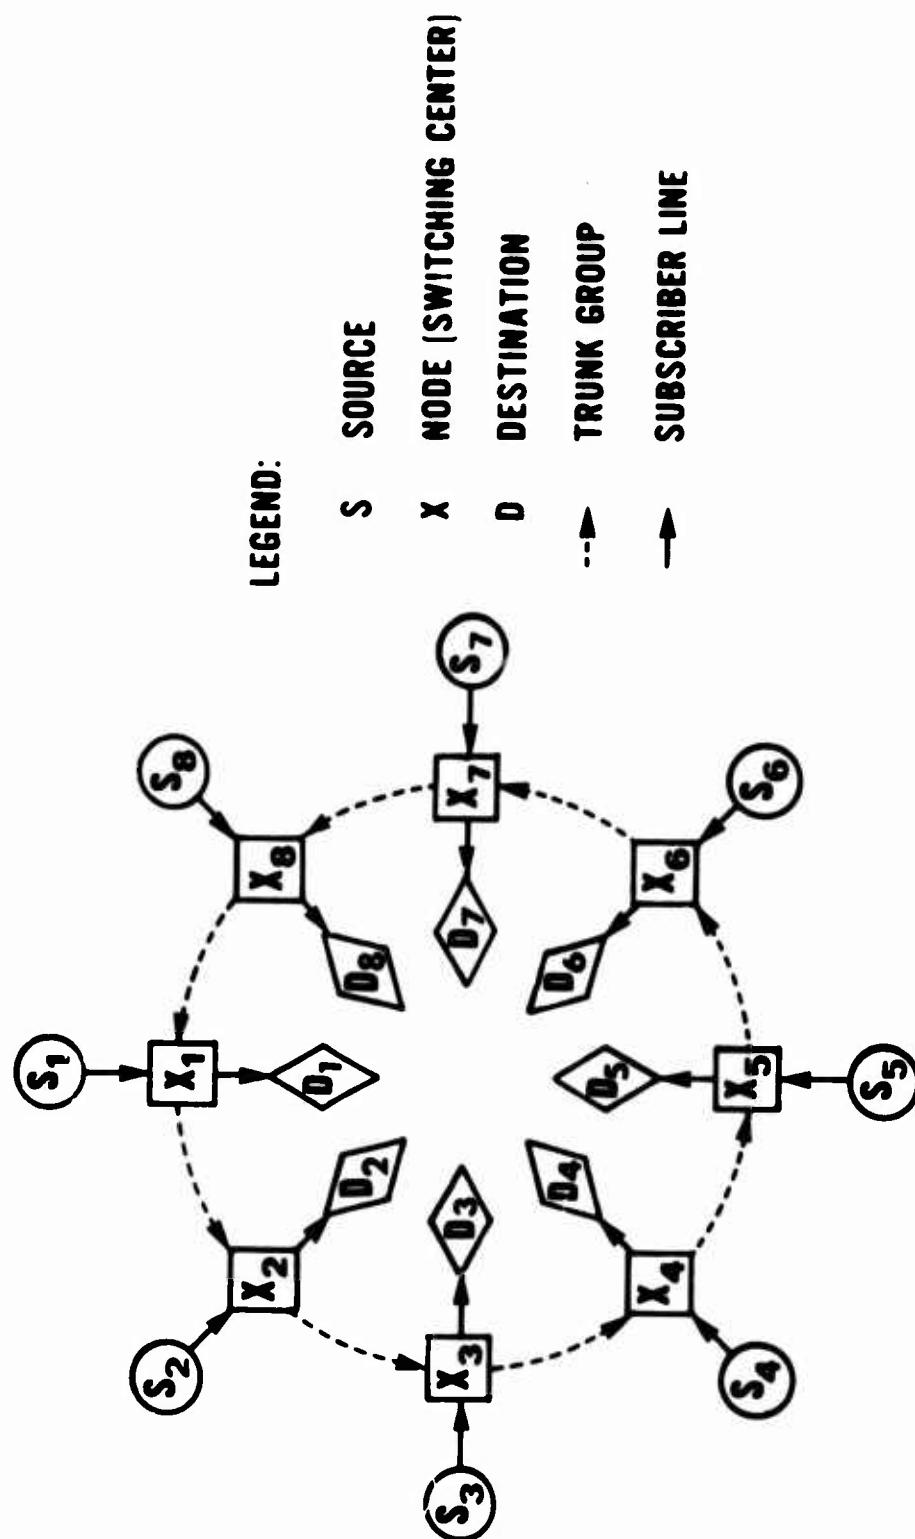 LEGEND:
S SOURCE
X NODE (SWITCHING CENTER)
D DESTINATION
TRUNK GROUP
SUBSCRIBER LINE
S1
X1
D1
S2
X2
D2
S3
X3
D3
S4
X4
D4
S5
X5
D5
S6
X6
D6
S7
X7
D7
S8
X8
D8